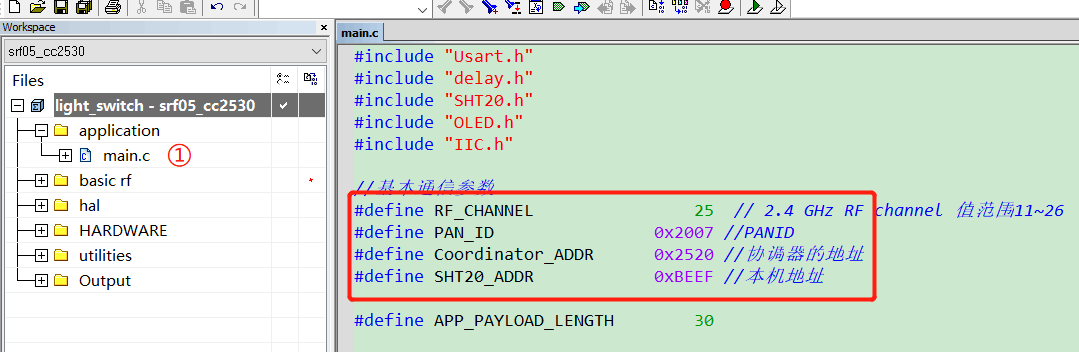 Workspace
srf05_cc2530
Files
light_switch - srf05_cc2530
application
main.c ①
basic rf
hal
HARDWARE
utilities
Output
main.c
#include "Usart.h"
#include "delay.h"
#include "SHT20.h"
#include "OLED.h"
#include "IIC.h"
//基本通信参数
#define RF_CHANNEL 25 // 2.4 GHz RF channel 值范围11~26
#define PAN_ID 0x2007 //PANID
#define Coordinator_ADDR 0x2520 //协调器的地址
#define SHT20_ADDR 0xBEEF //本机地址
#define APP_PAYLOAD_LENGTH 30